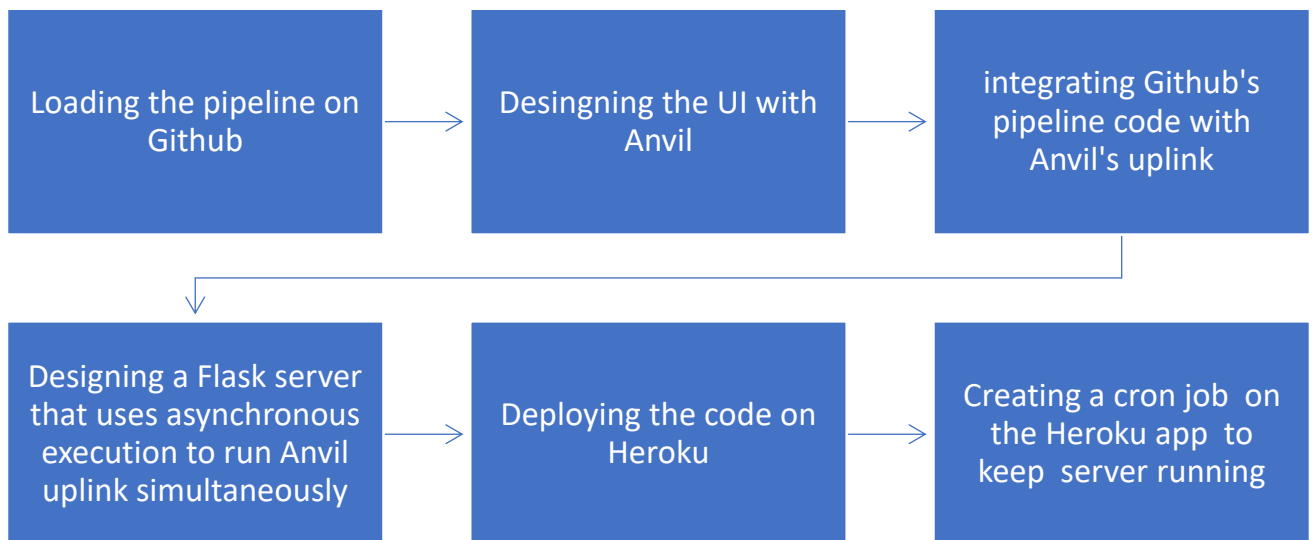 Loading the pipeline on
Github
Desingning the UI with
Anvil
integrating Github's
pipeline code with
Anvil's uplink
Designing a Flask server
that uses asynchronous
execution to run Anvil
uplink simultaneously
Deploying the code on
Heroku
Creating a cron job on
the Heroku app to
keep server running